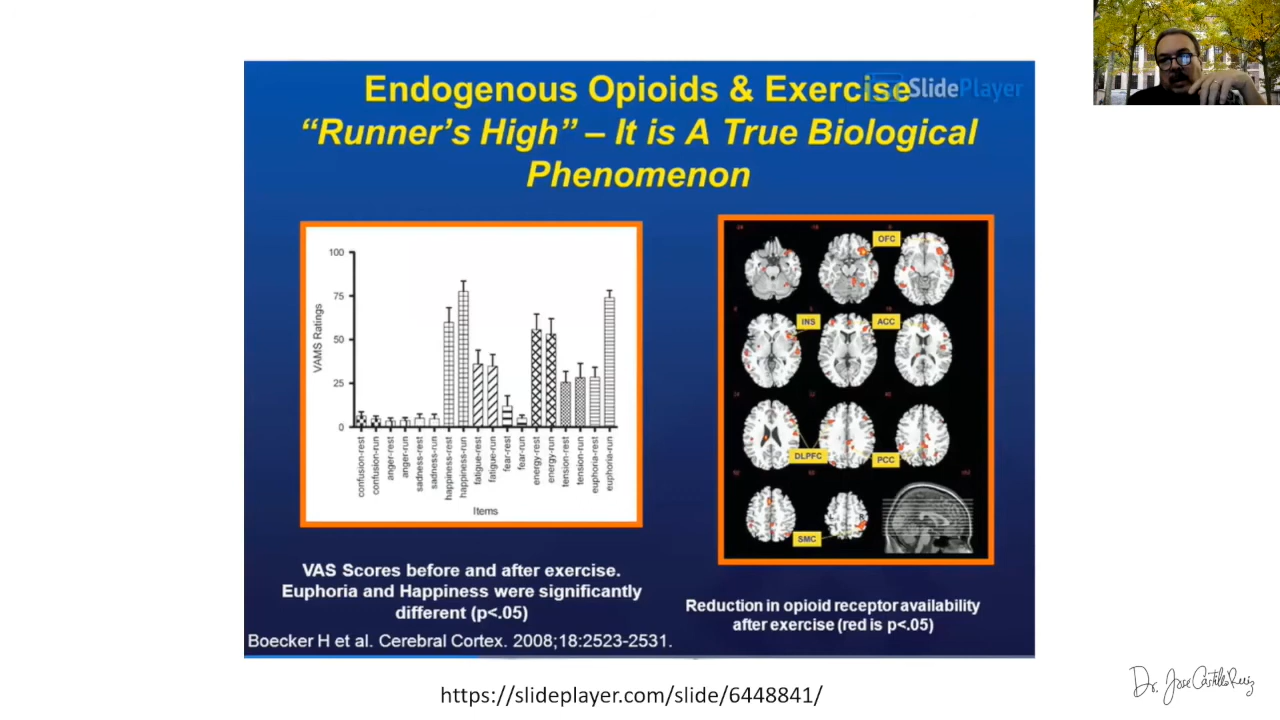 Endogenous Opioids & Exercise
SlidePlayer
“Runner’s High” – It is A True Biological
Phenomenon
100
75
50
25
0
VAMS Ratings
confusion-rest
confusion-run
anger-rest
anger-run
sadness-rest
sadness-run
happiness-rest
happiness-run
fatigue-rest
fatigue-run
fear-rest
fear-run
energy-rest
energy-run
tension-rest
tension-run
euphoria-rest
euphoria-run
Items
OFC
INS
ACC
DLPFC
PCC
SMC
R
VAS Scores before and after exercise.
Euphoria and Happiness were significantly
different (p<.05)
Reduction in opioid receptor availability
after exercise (red is p<.05)
Boecker H et al. Cerebral Cortex. 2008;18:2523-2531.
https://slideplayer.com/slide/6448841/
Dr. Jose Castillo Ruiz